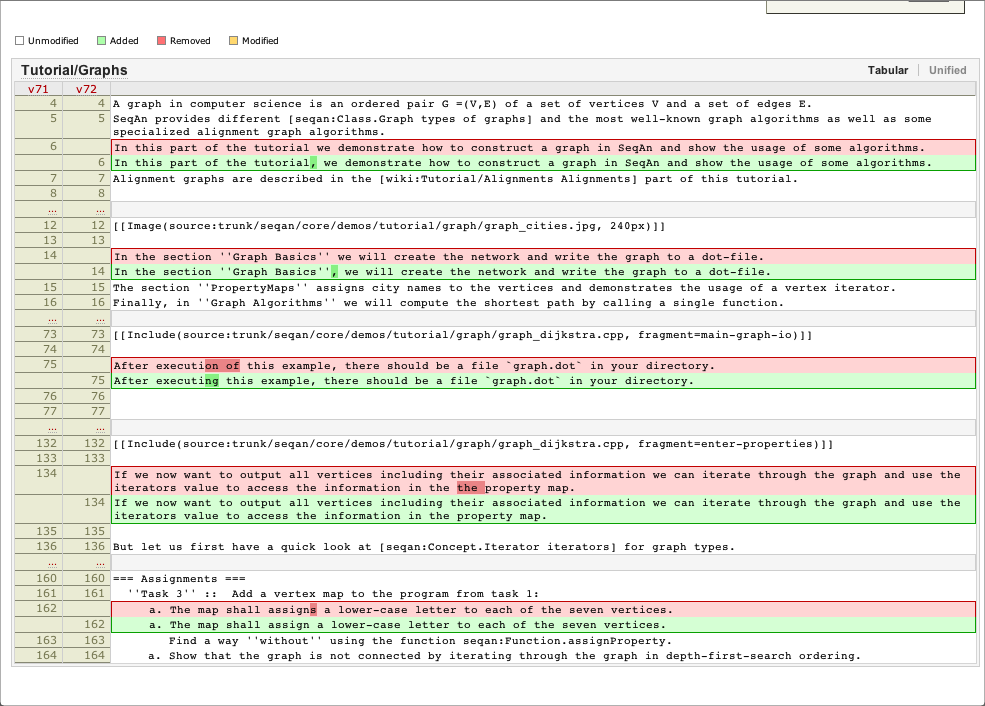 Unmodified Added Removed Modified
Tutorial/Graphs Tabular Unified
v71 v72
4 4 A graph in computer science is an ordered pair G =(V,E) of a set of vertices V and a set of edges E.
5 5 SeqAn provides different [seqan:Class.Graph types of graphs] and the most well-known graph algorithms as well as some
specialized alignment graph algorithms.
6 In this part of the tutorial we demonstrate how to construct a graph in SeqAn and show the usage of some algorithms.
6 In this part of the tutorial, we demonstrate how to construct a graph in SeqAn and show the usage of some algorithms.
7 7 Alignment graphs are described in the [wiki:Tutorial/Alignments Alignments] part of this tutorial.
8 8
… …
12 12 [[Image(source:trunk/seqan/core/demos/tutorial/graph/graph_cities.jpg, 240px)]]
13 13
14 In the section ''Graph Basics'' we will create the network and write the graph to a dot-file.
14 In the section ''Graph Basics'', we will create the network and write the graph to a dot-file.
15 15 The section ''PropertyMaps'' assigns city names to the vertices and demonstrates the usage of a vertex iterator.
16 16 Finally, in ''Graph Algorithms'' we will compute the shortest path by calling a single function.
… …
73 73 [[Include(source:trunk/seqan/core/demos/tutorial/graph/graph_dijkstra.cpp, fragment=main-graph-io)]]
74 74
75 After execution of this example, there should be a file `graph.dot` in your directory.
75 After executing this example, there should be a file `graph.dot` in your directory.
76 76
77 77
… …
132 132 [[Include(source:trunk/seqan/core/demos/tutorial/graph/graph_dijkstra.cpp, fragment=enter-properties)]]
133 133
134 If we now want to output all vertices including their associated information we can iterate through the graph and use the
iterators value to access the information in the the property map.
134 If we now want to output all vertices including their associated information we can iterate through the graph and use the
iterators value to access the information in the property map.
135 135
136 136 But let us first have a quick look at [seqan:Concept.Iterator iterators] for graph types.
… …
160 160 === Assignments ===
161 161 ''Task 3'' :: Add a vertex map to the program from task 1:
162 a. The map shall assigns a lower-case letter to each of the seven vertices.
162 a. The map shall assign a lower-case letter to each of the seven vertices.
163 163 Find a way ''without'' using the function seqan:Function.assignProperty.
164 164 a. Show that the graph is not connected by iterating through the graph in depth-first-search ordering.